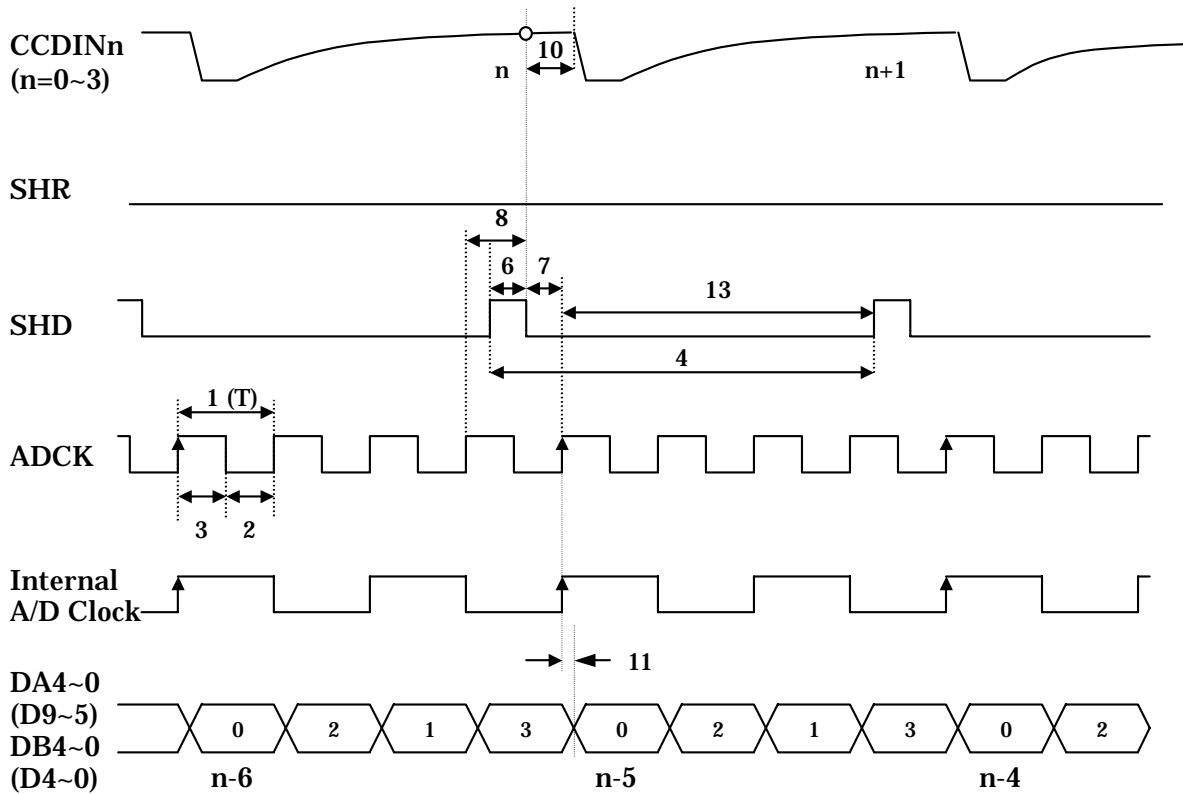 CCDINn
(n=0~3)
n
10
n+1
SHR
8
6
7
13
SHD
4
1 (T)
ADCK
3
2
Internal
A/D Clock
11
DA4~0
(D9~5)
DB4~0
(D4~0)
0
2
1
3
0
2
1
3
0
2
n-6
n-5
n-4